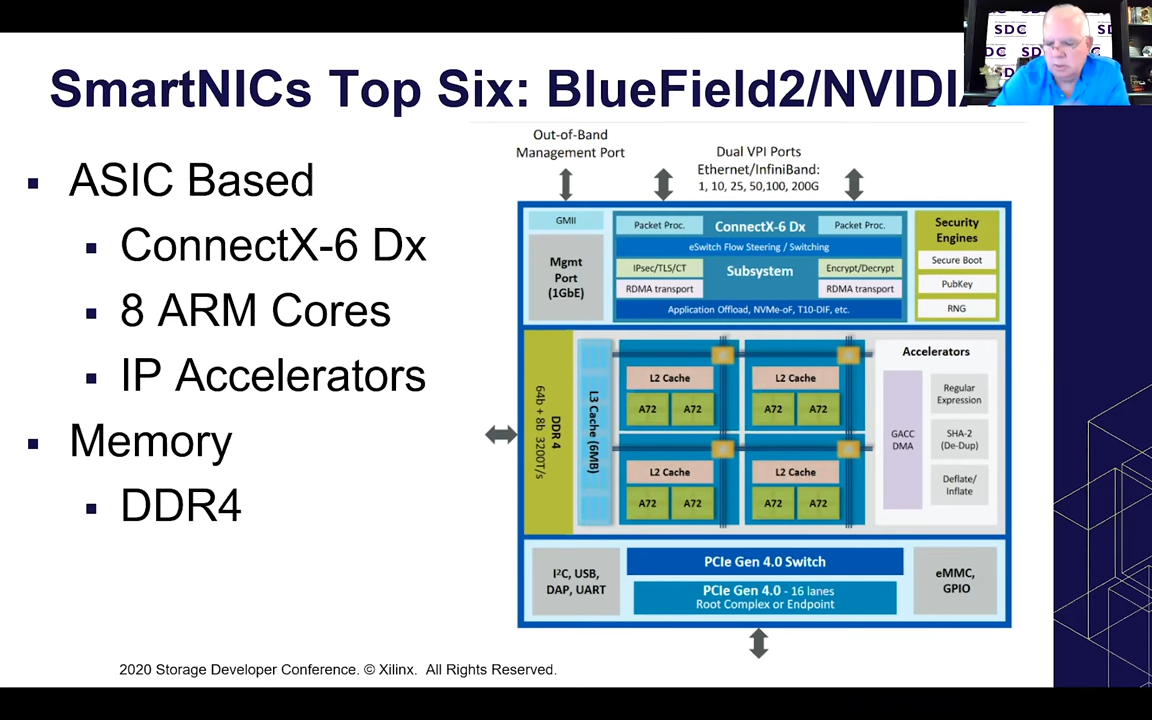 SmartNICs Top Six: BlueField2/NVIDIA
SDC
SD
DC
SDC
SD
▪ ASIC Based
▪ ConnectX-6 Dx
▪ 8 ARM Cores
▪ IP Accelerators
▪ Memory
▪ DDR4
Out-of-Band
Management Port
Dual VPI Ports
Ethernet/InfiniBand:
1, 10, 25, 50,100, 200G
GMII
Mgmt
Port
(1GbE)
Packet Proc.
ConnectX-6 Dx
Packet Proc.
eSwitch Flow Steering / Switching
IPsec/TLS/CT
Subsystem
Encrypt/Decrypt
RDMA transport
RDMA transport
Application Offload, NVMe-oF, T10-DIF, etc.
Security
Engines
Secure Boot
PubKey
RNG
DDR 4
64b + 8b 3200T/s
L3 Cache (6MB)
L2 Cache
A72 A72
L2 Cache
A72 A72
L2 Cache
A72 A72
L2 Cache
A72 A72
Accelerators
GACC
DMA
Regular
Expression
SHA-2
(De-Dup)
Deflate/
Inflate
I²C, USB,
DAP, UART
PCIe Gen 4.0 Switch
PCIe Gen 4.0 - 16 lanes
Root Complex or Endpoint
eMMC,
GPIO
2020 Storage Developer Conference. © Xilinx. All Rights Reserved.